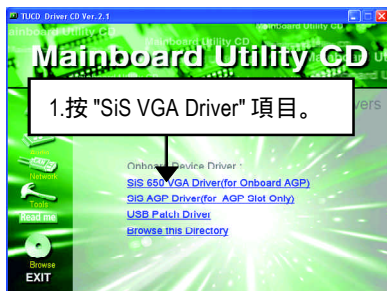 TUCD Driver CD Ver.2.1
Mainboard Utility CD
1.按 "SiS VGA Driver" 項目。
Onboard Device Driver :
SiS 650 VGA Driver(for Onboard AGP)
SiS AGP Driver(for AGP Slot Only)
USB Patch Driver
Browse this Directory
Network
Tools
Read me
Browse
EXIT